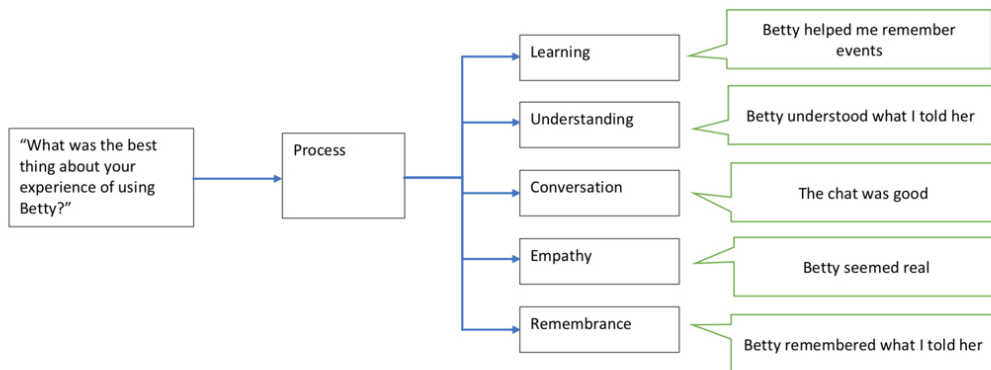 Betty helped me remember
events
Learning
Understanding
Betty understood what I told her
“What was the best
thing about your
experience of using
Betty?”
Process
Conversation
The chat was good
Empathy
Betty seemed real
Remembrance
Betty remembered what I told her